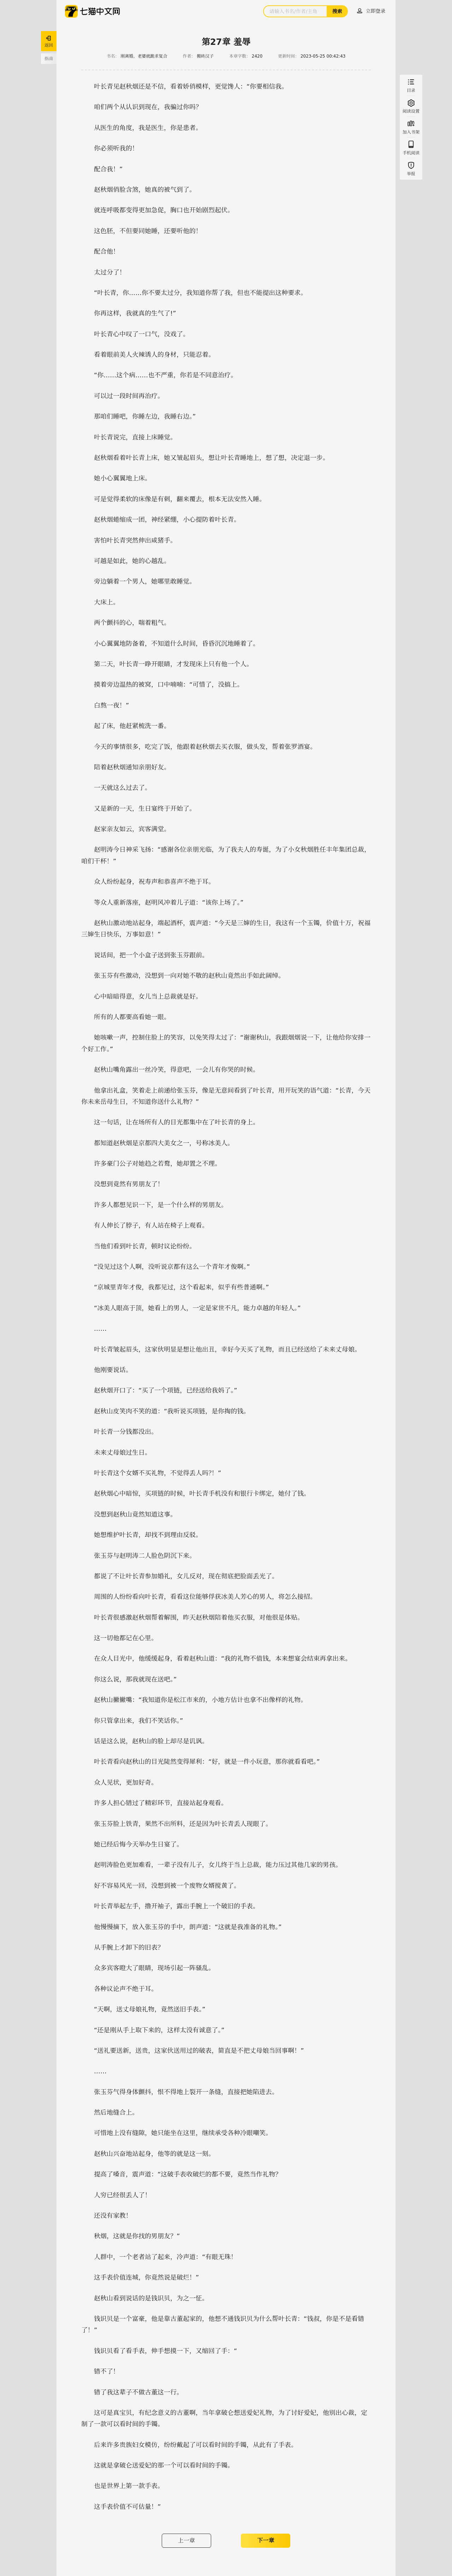 七猫中文网
请输入书名/作者/主角
搜索
立即登录
返回
书页
第27章 羞辱
作者：
本章字数：
2420
更新时间：
2023-05-25 00:42:43
目录
阅读设置
加入书架
手机阅读
举报
叶长青见赵秋烟还是不信，看着娇俏模样，更觉馋人：“你要相信我。
咱们两个从认识到现在，我骗过你吗？
从医生的角度，我是医生，你是患者。
你必须听我的！
配合我！”
赵秋烟俏脸含煞，她真的被气到了。
就连呼吸都变得更加急促，胸口也开始剧烈起伏。
这色胚，不但要同她睡，还要听他的！
配合他！
太过分了！
“叶长青，你……你不要太过分，我知道你帮了我，但也不能提出这种要求。
你再这样，我就真的生气了!”
叶长青心中叹了一口气，没戏了。
看着眼前美人火辣诱人的身材，只能忍着。
“你……这个病……也不严重，你若是不同意治疗。
可以过一段时间再治疗。
那咱们睡吧，你睡左边，我睡右边。”
叶长青说完，直接上床睡觉。
赵秋烟看着叶长青上床，她又皱起眉头，想让叶长青睡地上，想了想，决定退一步。
她小心翼翼地上床。
可是觉得柔软的床像是有刺，翻来覆去，根本无法安然入睡。
赵秋烟蜷缩成一团，神经紧绷，小心提防着叶长青。
害怕叶长青突然伸出咸猪手。
可越是如此，她的心越乱。
旁边躺着一个男人，她哪里敢睡觉。
大床上。
两个颤抖的心，喘着粗气。
小心翼翼地防备着，不知道什么时间，昏昏沉沉地睡着了。
第二天，叶长青一睁开眼睛，才发现床上只有他一个人。
摸着旁边温热的被窝，口中喃喃：“可惜了，没搞上。
白熬一夜！”
起了床，他赶紧梳洗一番。
今天的事情很多，吃完了饭，他跟着赵秋烟去买衣服，做头发，帮着张罗酒宴。
陪着赵秋烟通知亲朋好友。
一天就这么过去了。
又是新的一天，生日宴终于开始了。
赵家亲友如云，宾客满堂。
赵明涛今日神采飞扬：“感谢各位亲朋光临，为了我夫人的寿诞，为了小女秋烟胜任丰年集团总裁，
咱们干杯！”
众人纷纷起身，祝寿声和恭喜声不绝于耳。
等众人重新落座，赵明风冲着儿子道：“该你上场了。”
赵秋山激动地站起身，端起酒杯，震声道：“今天是三婶的生日，我这有一个玉镯，价值十万，祝福
三婶生日快乐，万事如意！”
说话间，把一个小盒子送到张玉芬跟前。
张玉芬有些激动，没想到一向对她不敬的赵秋山竟然出手如此阔绰。
心中暗暗得意，女儿当上总裁就是好。
所有的人都要高看她一眼。
她咳嗽一声，控制住脸上的笑容，以免笑得太过了：“谢谢秋山，我跟烟烟说一下，让他给你安排一
个好工作。”
赵秋山嘴角露出一丝冷笑，得意吧，一会儿有你哭的时候。
他拿出礼盒，笑着走上前递给张玉芬，像是无意间看到了叶长青，用开玩笑的语气道：“长青，今天
你未来岳母生日，不知道你送什么礼物？”
这一句话，让在场所有人的目光都集中在了叶长青的身上。
都知道赵秋烟是京都四大美女之一，号称冰美人。
许多豪门公子对她趋之若鹜，她却置之不理。
没想到竟然有男朋友了！
许多人都想见识一下，是一个什么样的男朋友。
有人伸长了脖子，有人站在椅子上观看。
当他们看到叶长青，顿时议论纷纷。
“没见过这个人啊，没听说京都有这么一个青年才俊啊。”
“京城里青年才俊，我都见过，这个看起来，似乎有些普通啊。”
“冰美人眼高于顶，她看上的男人，一定是家世不凡，能力卓越的年轻人。”
……
叶长青皱起眉头，这家伙明显是想让他出丑，幸好今天买了礼物，而且已经送给了未来丈母娘。
他刚要说话。
赵秋烟开口了：“买了一个项链，已经送给我妈了。”
赵秋山皮笑肉不笑的道：“我听说买项链，是你掏的钱。
叶长青一分钱都没出。
未来丈母娘过生日。
叶长青这个女婿不买礼物，不觉得丢人吗?！”
赵秋烟心中暗惊，买项链的时候，叶长青手机没有和银行卡绑定，她付了钱。
没想到赵秋山竟然知道这事。
她想维护叶长青，却找不到理由反驳。
张玉芬与赵明涛二人脸色阴沉下来。
都说了不让叶长青参加婚礼，女儿反对，现在彻底把脸面丢光了。
周围的人纷纷看向叶长青，看看这位能够俘获冰美人芳心的男人，将怎么接招。
叶长青很感激赵秋烟帮着解围，昨天赵秋烟陪着他买衣服，对他很是体贴。
这一切他都记在心里。
在众人目光中，他缓缓起身，看着赵秋山道：“我的礼物不值钱，本来想宴会结束再拿出来。
你这么说，那我就现在送吧。”
赵秋山撇撇嘴：“我知道你是松江市来的，小地方估计也拿不出像样的礼物。
你只管拿出来，我们不笑话你。”
话是这么说，赵秋山的脸上却尽是讥讽。
叶长青看向赵秋山的目光陡然变得犀利：“好，就是一件小玩意，那你就看看吧。”
众人见状，更加好奇。
许多人担心错过了精彩环节，直接站起身观看。
张玉芬脸上铁青，果然不出所料，还是因为叶长青丢人现眼了。
她已经后悔今天举办生日宴了。
赵明涛脸色更加难看，一辈子没有儿子，女儿终于当上总裁，能力压过其他几家的男孩。
好不容易风光一回，没想到被一个废物女婿搅黄了。
叶长青举起左手，撸开袖子，露出手腕上一个破旧的手表。
他慢慢摘下，放入张玉芬的手中，朗声道：“这就是我准备的礼物。”
从手腕上才卸下的旧表?
众多宾客瞪大了眼睛，现场引起一阵骚乱。
各种议论声不绝于耳。
“天啊，送丈母娘礼物，竟然送旧手表。”
“还是刚从手上取下来的，这样太没有诚意了。”
“送礼要送新，送贵，这家伙送用过的破表，简直是不把丈母娘当回事啊！”
……
张玉芬气得身体颤抖，恨不得地上裂开一条缝，直接把她陷进去。
然后地缝合上。
可惜地上没有缝隙，她只能坐在这里，继续承受各种冷眼嘲笑。
赵秋山兴奋地站起身，他等的就是这一刻。
提高了嗓音，震声道：“这破手表收破烂的都不要，竟然当作礼物？
人穷已经很丢人了！
还没有家教！
秋烟，这就是你找的男朋友？”
人群中，一个老者站了起来，冷声道：“有眼无珠！
这手表价值连城，你竟然说是破烂！”
赵秋山看到说话的是钱识贝，为之一怔。
钱识贝是一个富豪，他是靠古董起家的，他想不通钱识贝为什么帮叶长青：“钱叔，你是不是看错
了！”
钱识贝看了看手表，伸手想摸一下，又缩回了手：”
错不了！
错了我这辈子不做古董这一行。
这可是真宝贝，有纪念意义的古董啊，当年拿破仑想送爱妃礼物，为了讨好爱妃，他别出心裁，定
制了一款可以看时间的手镯。
后来许多贵族妇女模仿，纷纷戴起了可以看时间的手镯，从此有了手表。
这就是拿破仑送爱妃的那一个可以看时间的手镯。
也是世界上第一款手表。
这手表价值不可估量！”
上一章
下一章